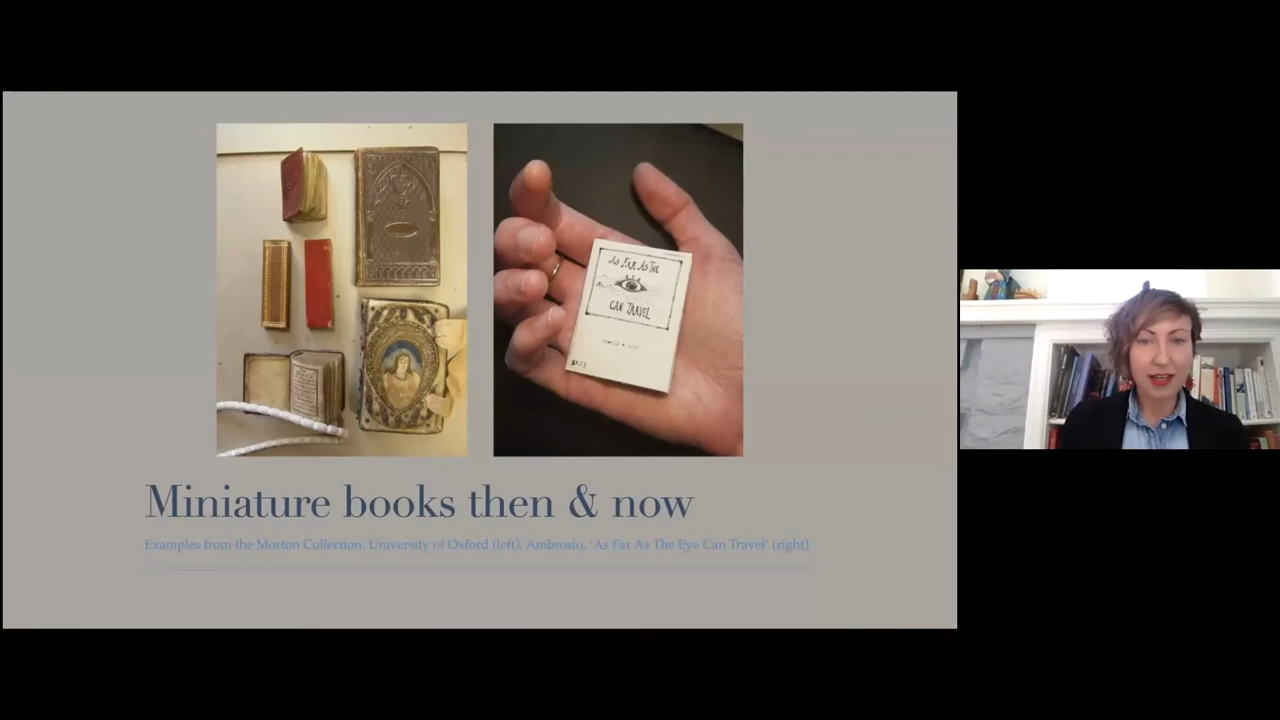 AS FAR AS THE
CAN TRAVEL
Miniature books then & now
Examples from the Morton Collection, University of Oxford (left), Ambrosio, 'As Far As The Eye Can Travel' (right)